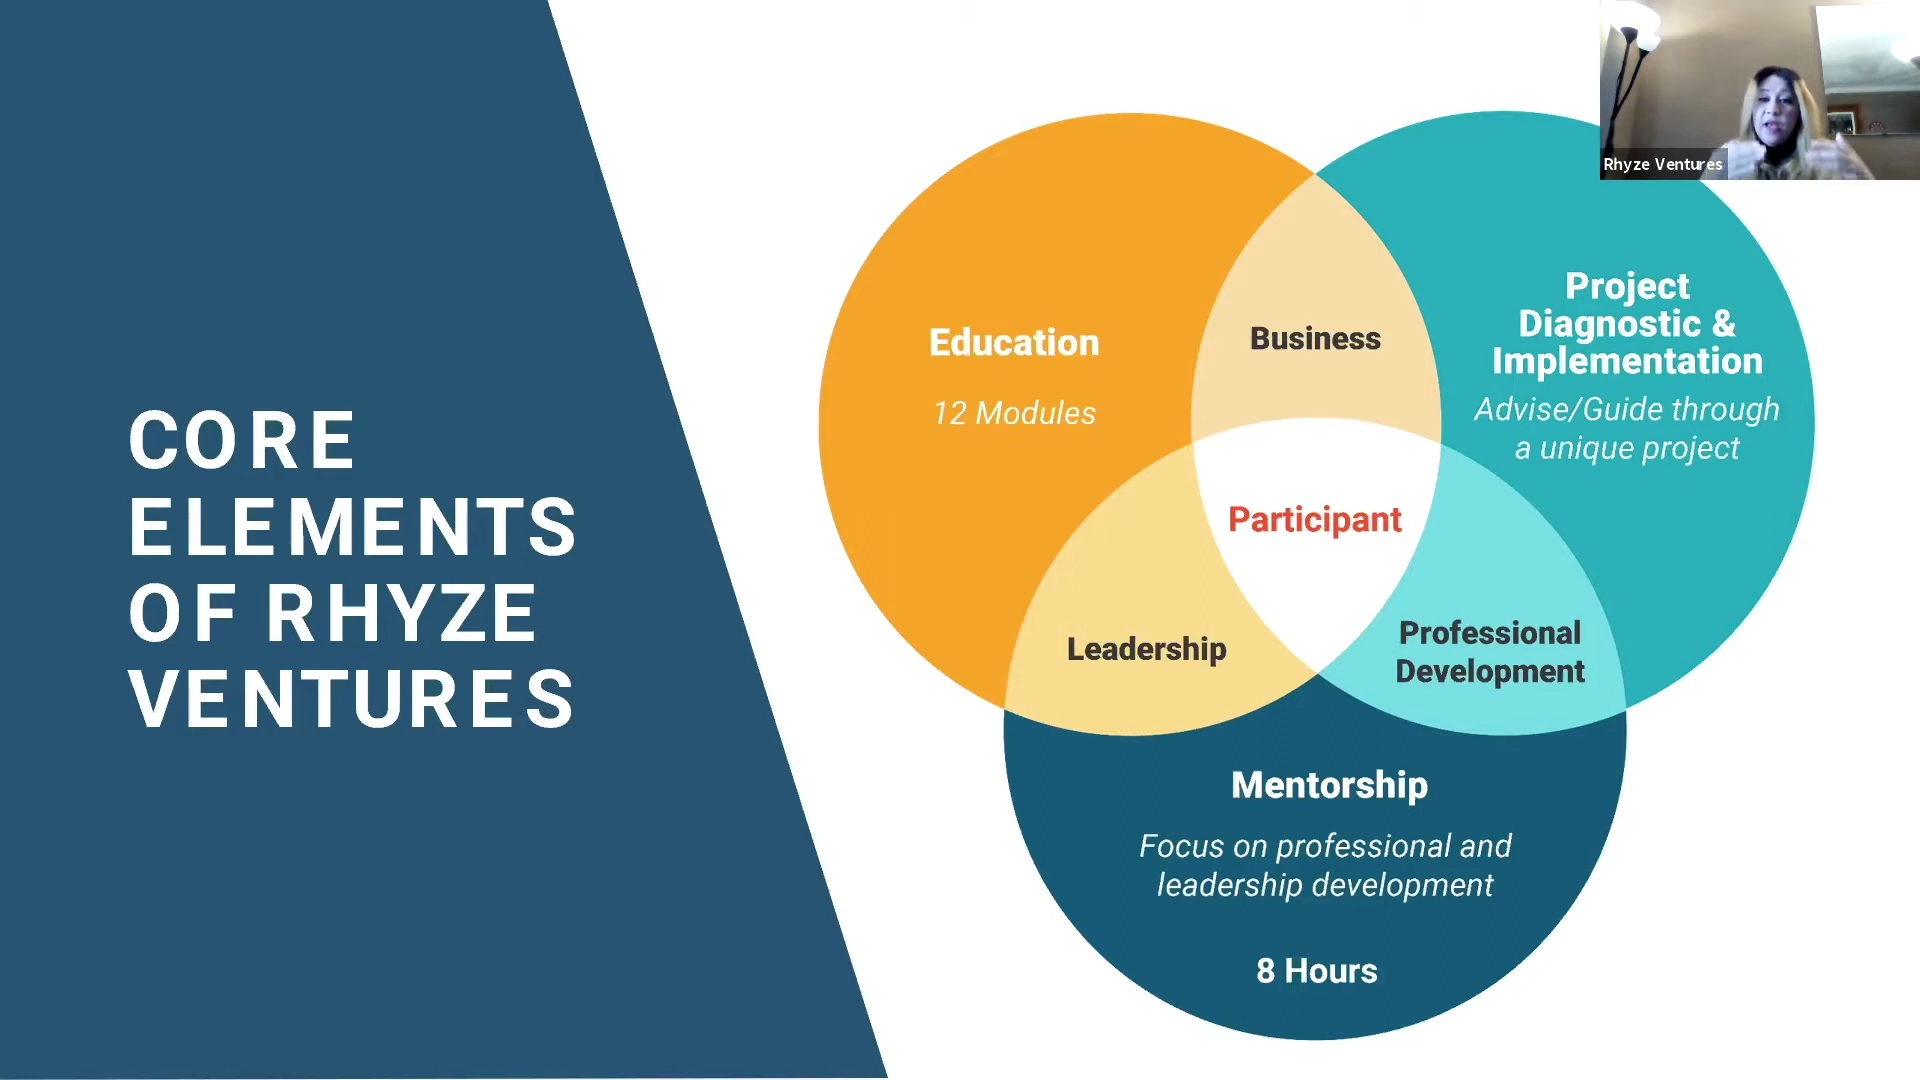 CORE
ELEMENTS
OF RHYZE
VENTURES
Education
12 Modules
Business
Project
Diagnostic &
Implementation
Advise/Guide through
a unique project
Participant
Leadership
Professional
Development
Mentorship
Focus on professional and
leadership development
8 Hours
Rhyze Ventures